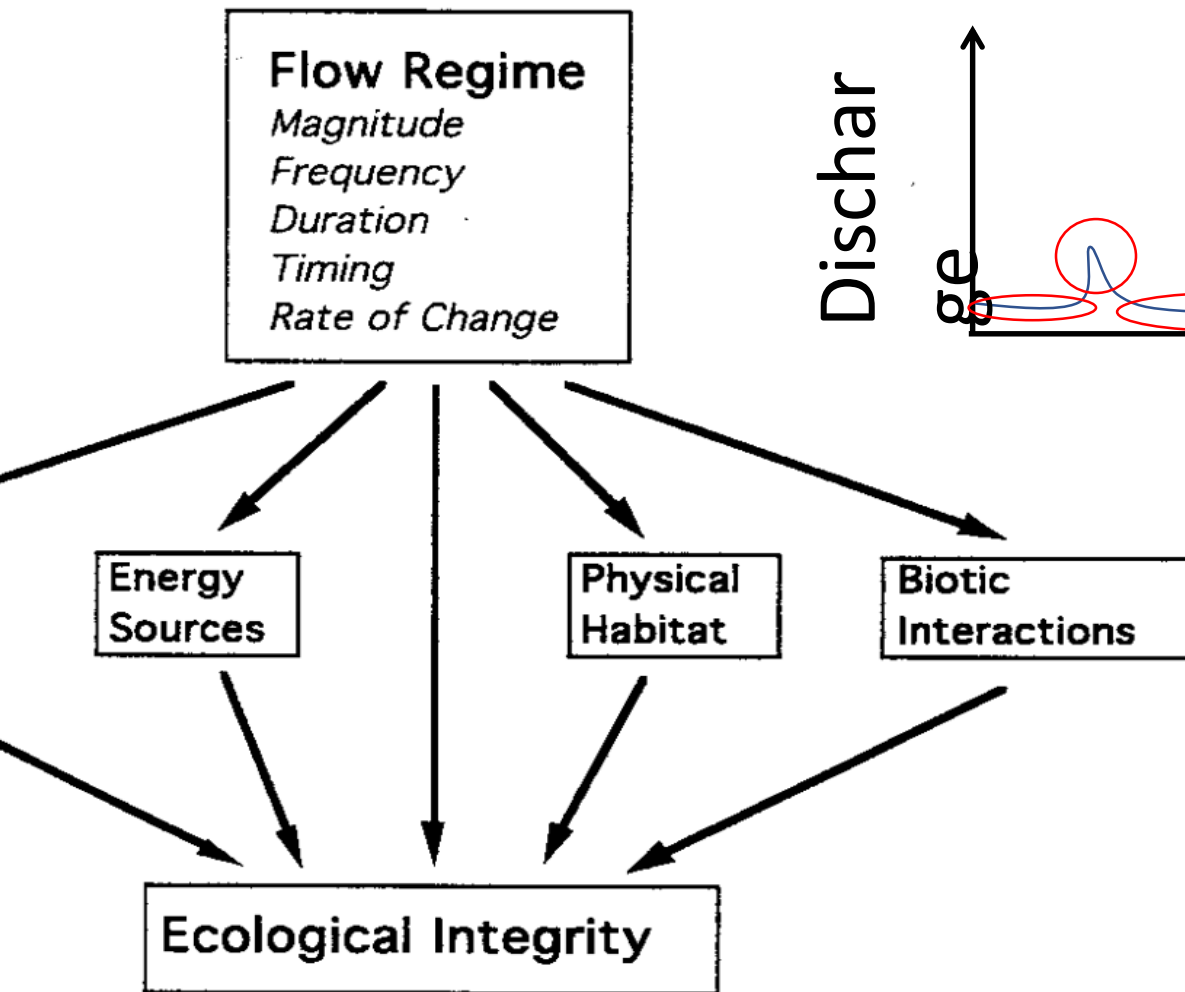 Flow Regime
Magnitude
Frequency
Duration
Timing
Rate of Change
Dischar
ge
Energy
Sources
Physical
Habitat
Biotic
Interactions
Ecological Integrity